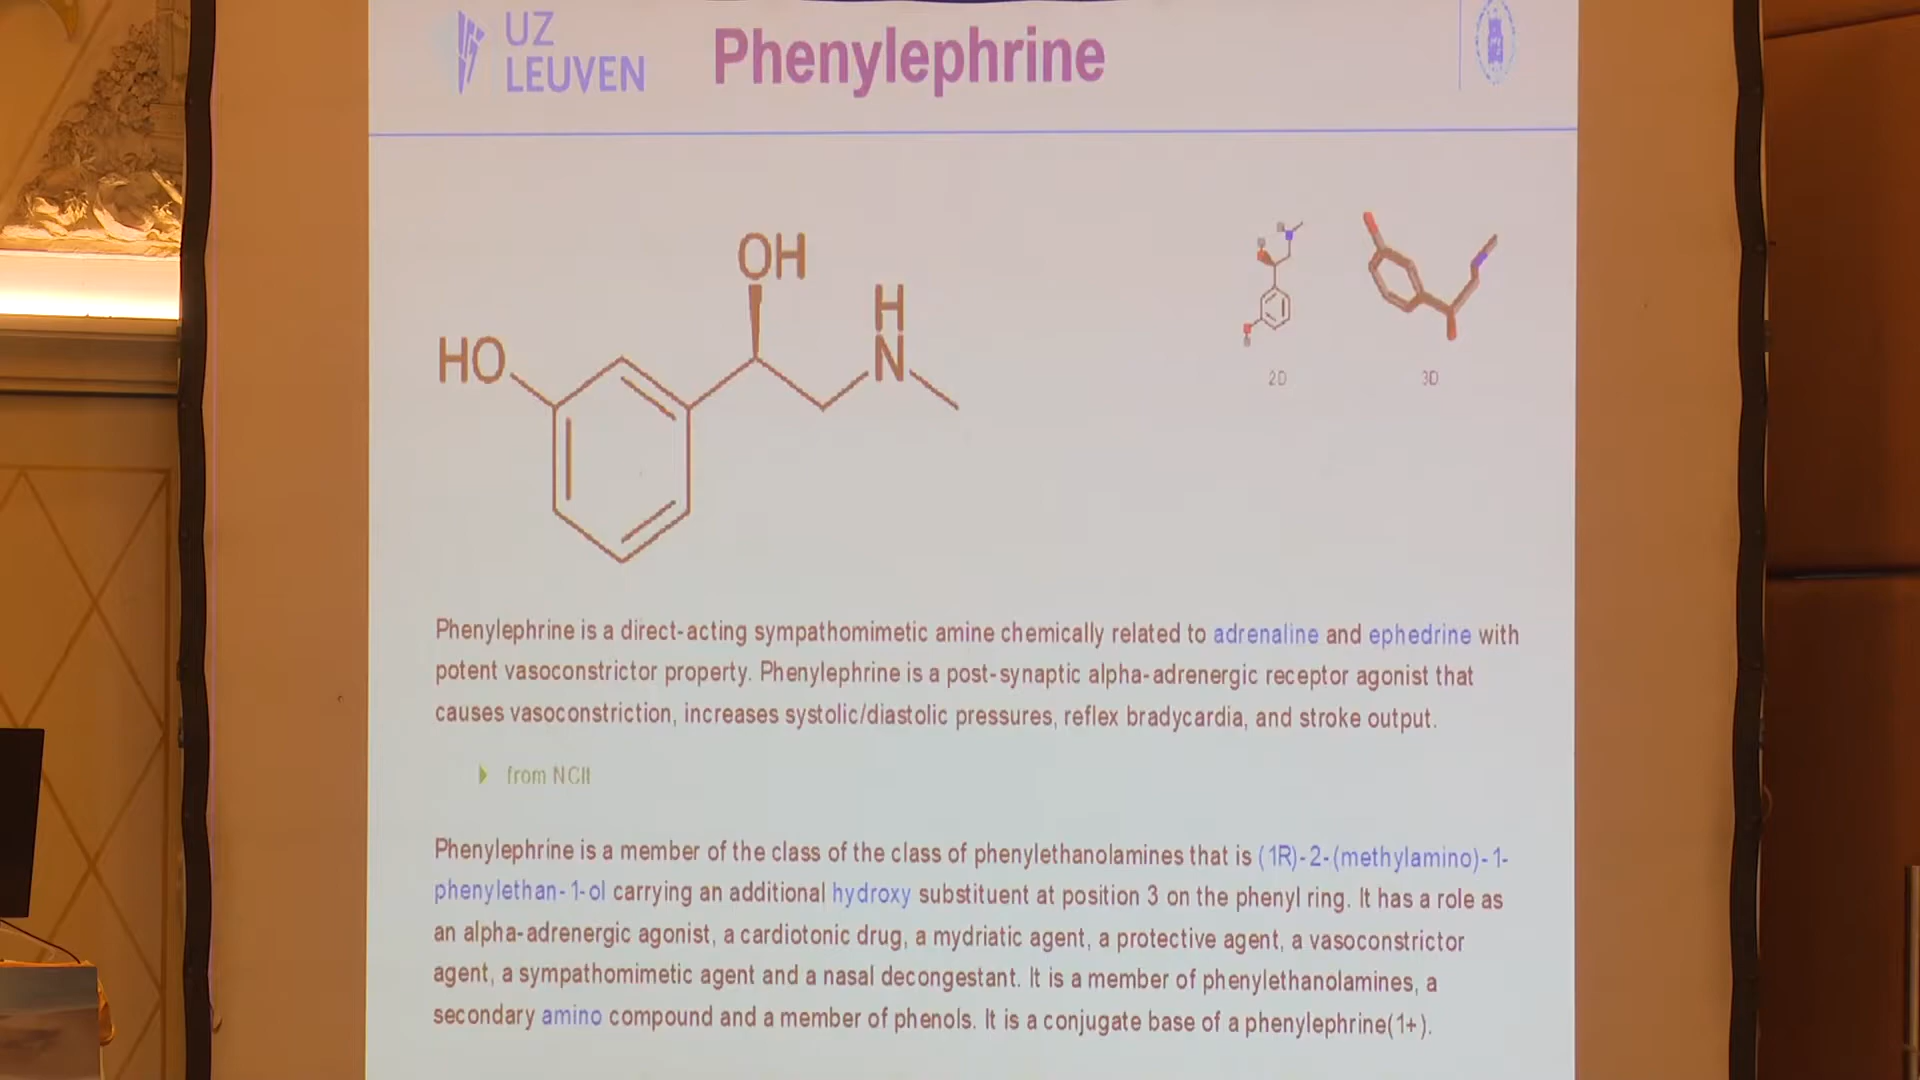 UZ
LEUVEN
Phenylephrine
OH
H
N
HO
2D
3D
Phenylephrine is a direct-acting sympathomimetic amine chemically related to adrenaline and ephedrine with
potent vasoconstrictor property. Phenylephrine is a post-synaptic alpha-adrenergic receptor agonist that
causes vasoconstriction, increases systolic/diastolic pressures, reflex bradycardia, and stroke output.
from NCIt
Phenylephrine is a member of the class of the class of phenylethanolamines that is (1R)-2-(methylamino)-1-
phenylethan-1-ol carrying an additional hydroxy substituent at position 3 on the phenyl ring. It has a role as
an alpha-adrenergic agonist, a cardiotonic drug, a mydriatic agent, a protective agent, a vasoconstrictor
agent, a sympathomimetic agent and a nasal decongestant. It is a member of phenylethanolamines, a
secondary amino compound and a member of phenols. It is a conjugate base of a phenylephrine(1+).